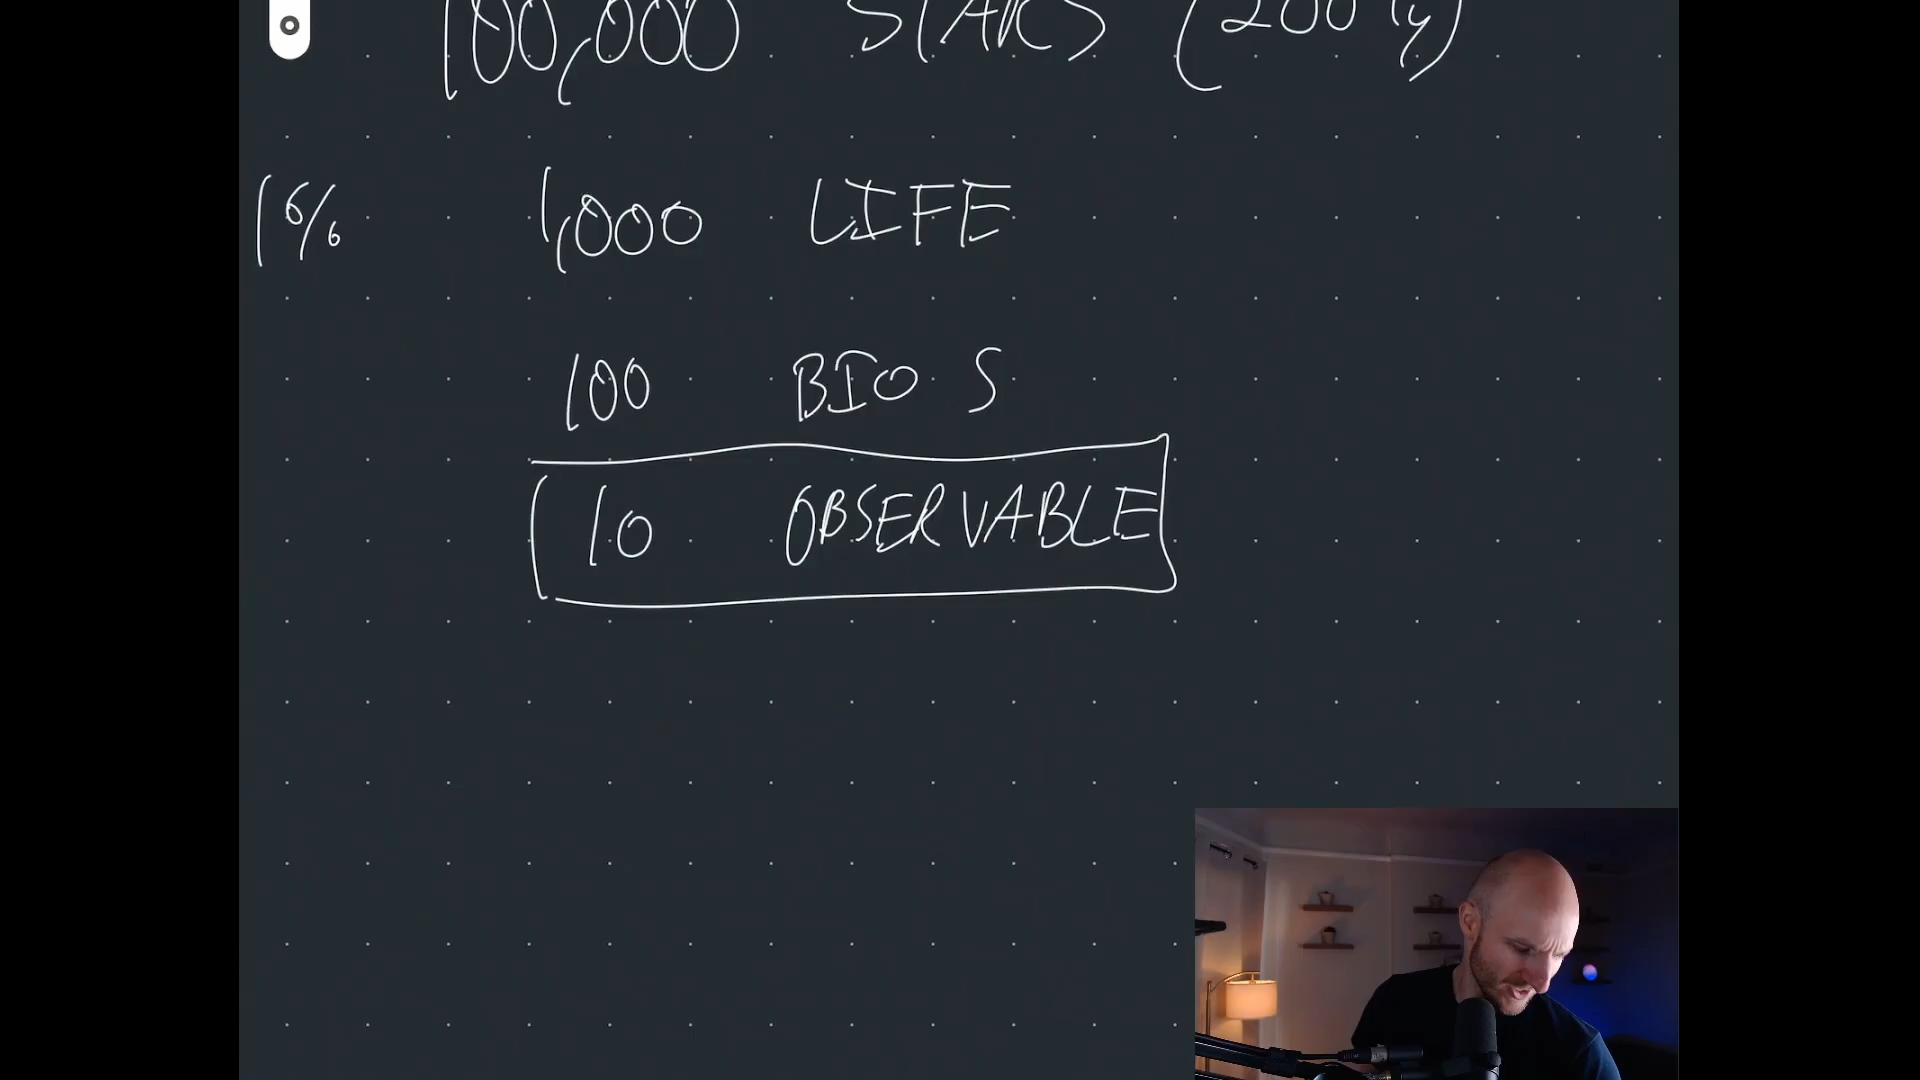 100,000 STARS (200 ly)
1% 1,000 LIFE
100 BIO S
10 OBSERVABLE